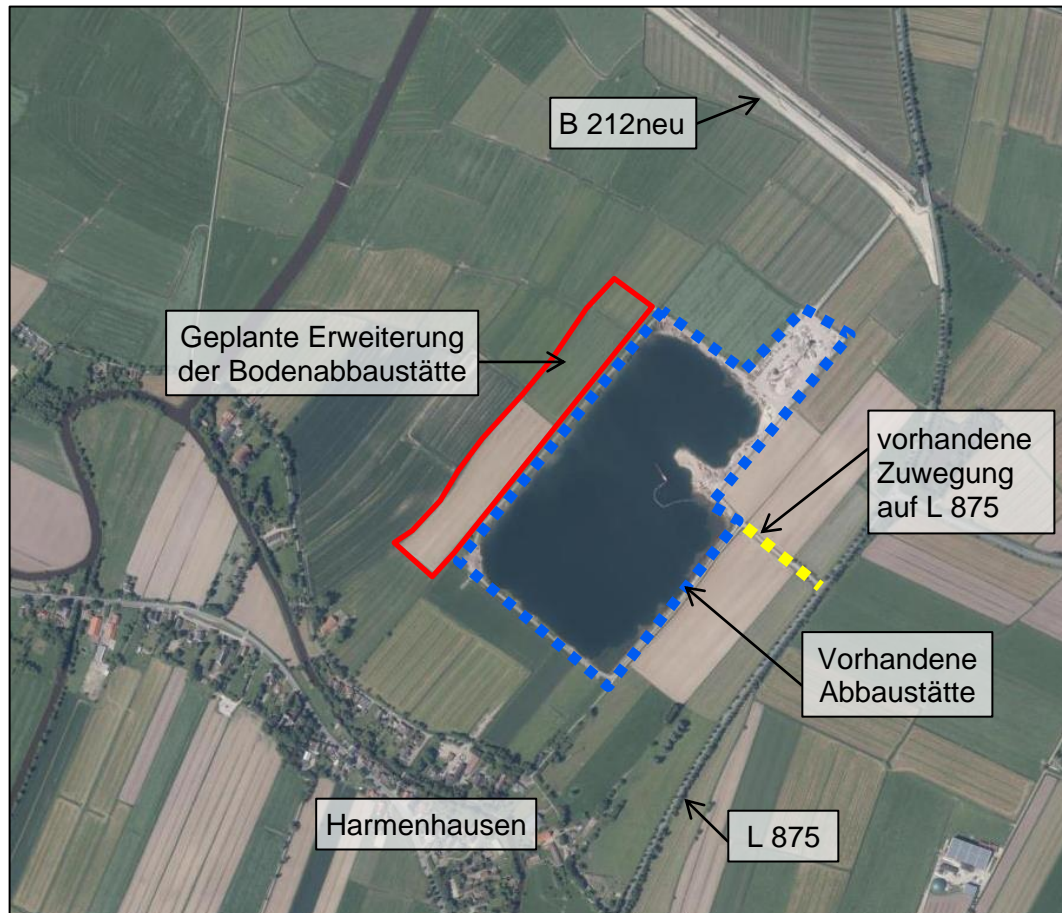 B 212neu
Geplante Erweiterung
der Bodenabbaustätte
vorhandene
Zuwegung
auf L 875
Vorhandene
Abbaustätte
Harmenhausen
L 875